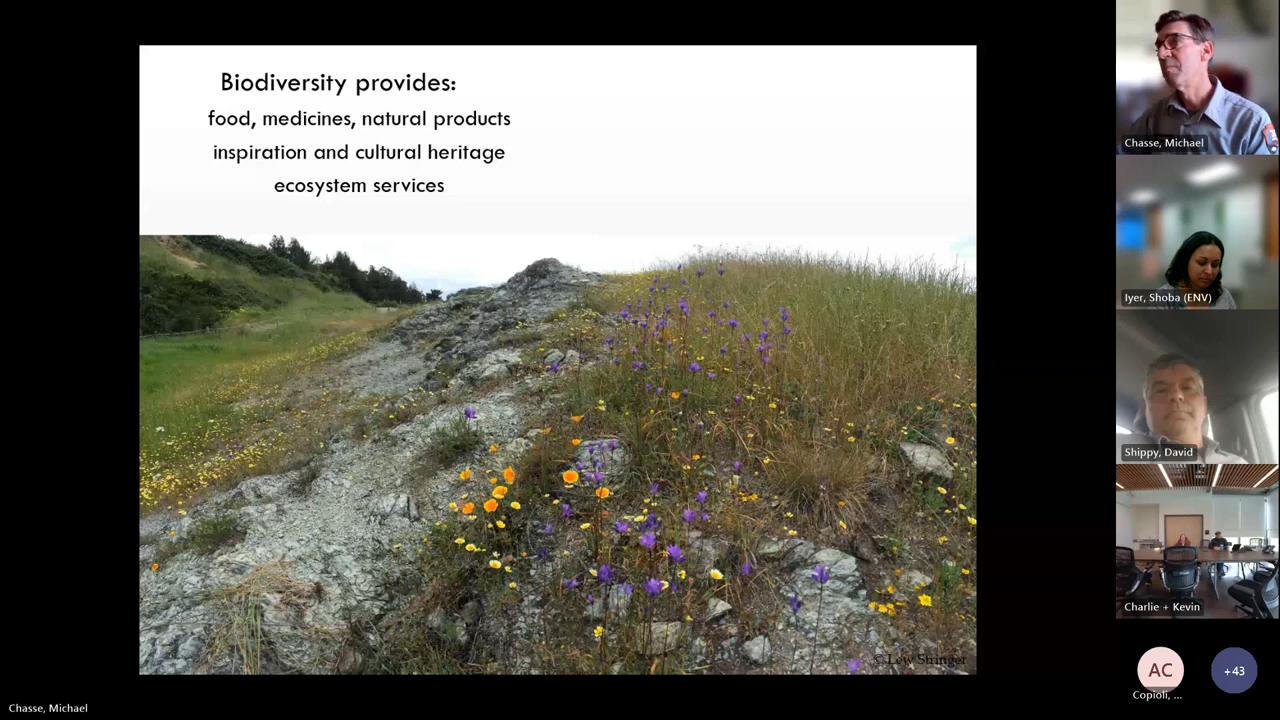 Biodiversity provides:
food, medicines, natural products
inspiration and cultural heritage
ecosystem services
© Lew Stringer
Chasse, Michael
Iyer, Shoba (ENV)
Shippy, David
Charlie + Kevin
AC
Copioli, ...
+43
Chasse, Michael